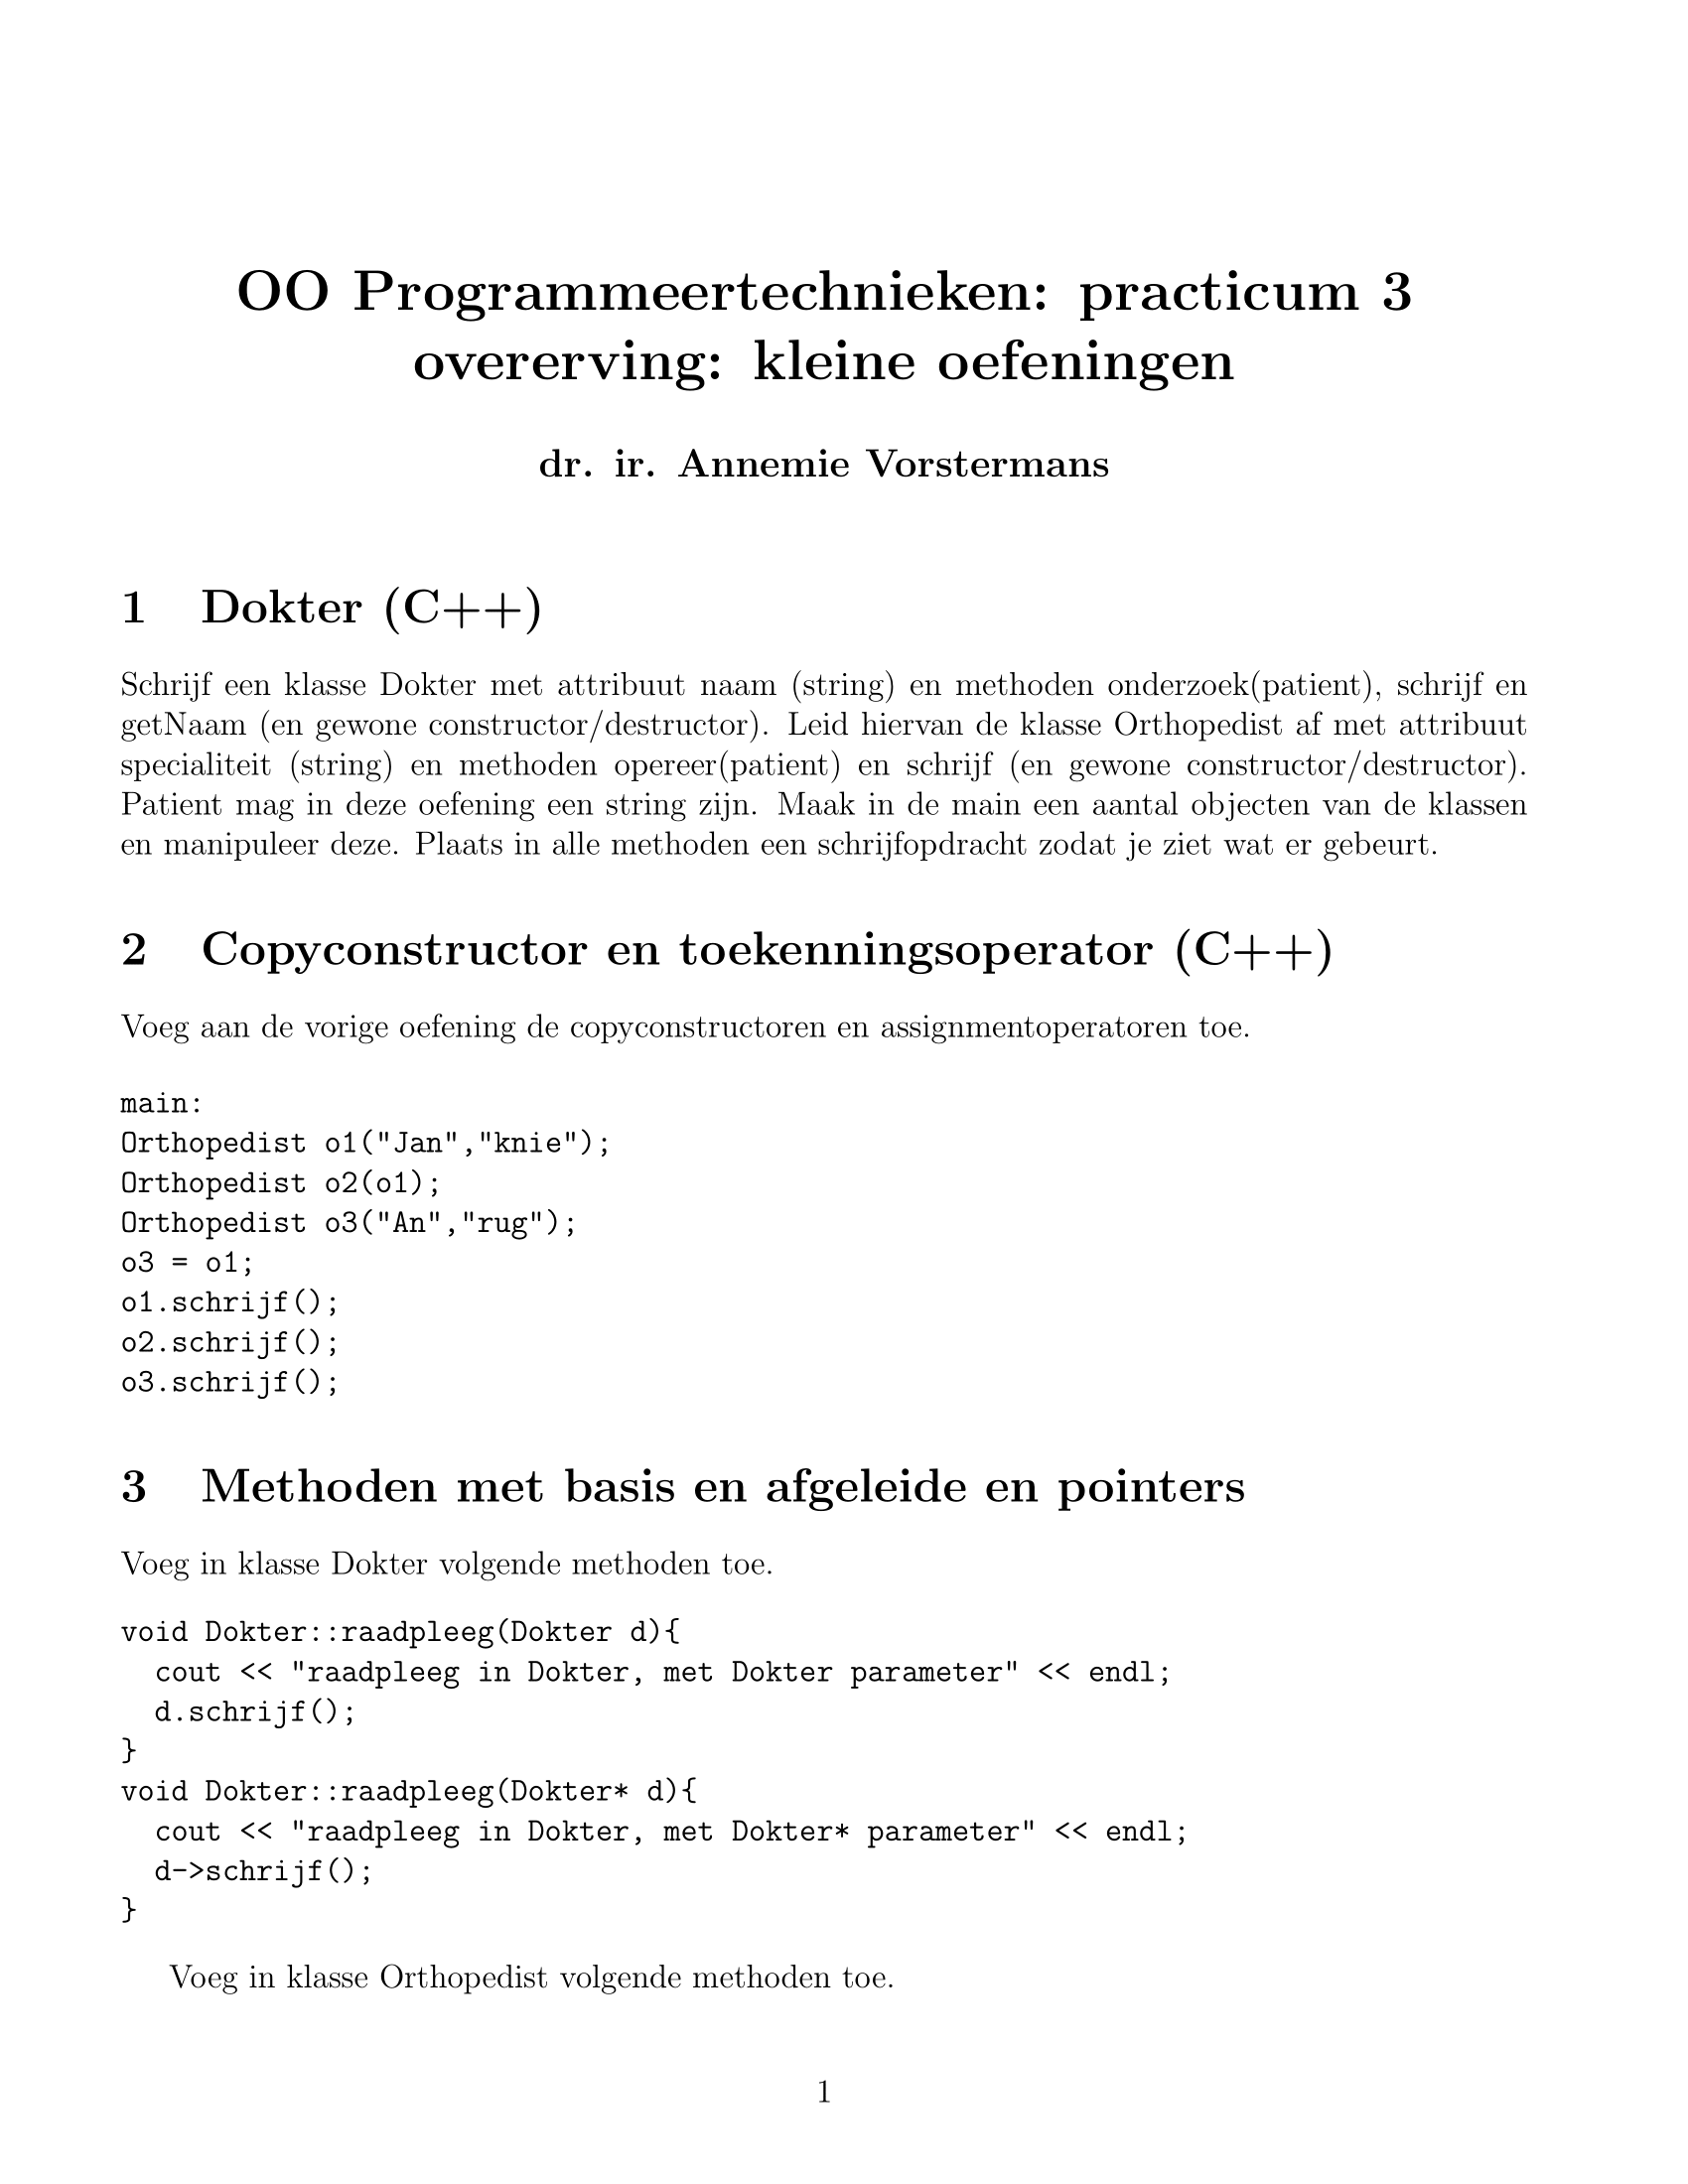 OO Programmeertechnieken: practicum 3
overerving: kleine oefeningen
dr. ir. Annemie Vorstermans
1 Dokter (C++)
Schrijf een klasse Dokter met attribuut naam (string) en methoden onderzoek(patient), schrijf en
getNaam (en gewone constructor/destructor). Leid hiervan de klasse Orthopedist af met attribuut
specialiteit (string) en methoden opereer(patient) en schrijf (en gewone constructor/destructor).
Patient mag in deze oefening een string zijn. Maak in de main een aantal objecten van de klassen
en manipuleer deze. Plaats in alle methoden een schrijfopdracht zodat je ziet wat er gebeurt.
2 Copyconstructor en toekenningsoperator (C++)
Voeg aan de vorige oefening de copyconstructoren en assignmentoperatoren toe.
main:
Orthopedist o1("Jan","knie");
Orthopedist o2(o1);
Orthopedist o3("An","rug");
o3 = o1;
o1.schrijf();
o2.schrijf();
o3.schrijf();
3 Methoden met basis en afgeleide en pointers
Voeg in klasse Dokter volgende methoden toe.
void Dokter::raadpleeg(Dokter d){
  cout << "raadpleeg in Dokter, met Dokter parameter" << endl;
  d.schrijf();
}
void Dokter::raadpleeg(Dokter* d){
  cout << "raadpleeg in Dokter, met Dokter* parameter" << endl;
  d->schrijf();
}
Voeg in klasse Orthopedist volgende methoden toe.
1